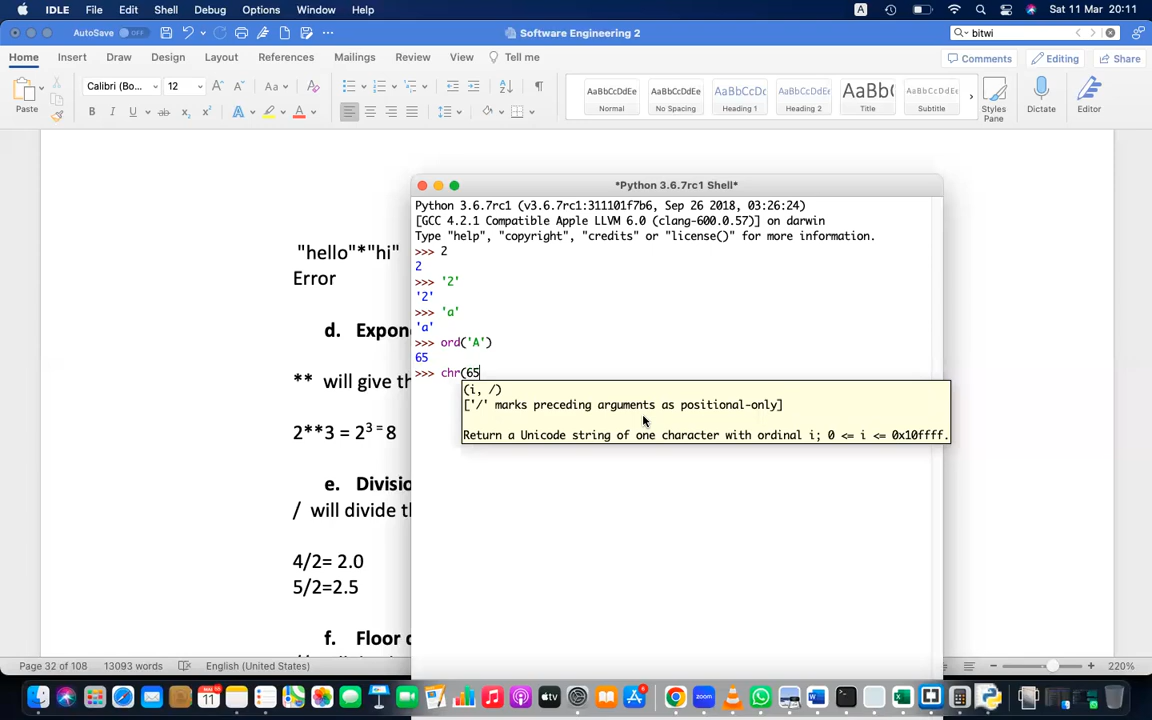 IDLE File Edit Shell Debug Options Window Help A Sat 11 Mar 20:11
AutoSave OFF Software Engineering 2 bitwi
Home Insert Draw Design Layout References Mailings Review View Tell me Comments Editing Share
Paste Calibri (Bo... 12 Aa AaBbCcDdEe Normal AaBbCcDdEe No Spacing AaBbCcDc Heading 1 AaBbCcDdEe Heading 2 AaBb( Title AaBbCcDdEe Subtitle Styles Pane Dictate Editor
"hello"*"hi"
Error
d. Expon
** will give th
2**3 = 2³ = 8
e. Divisio
/ will divide th
4/2= 2.0
5/2=2.5
f. Floor d
*Python 3.6.7rc1 Shell*
Python 3.6.7rc1 (v3.6.7rc1:311101f7b6, Sep 26 2018, 03:26:24)
[GCC 4.2.1 Compatible Apple LLVM 6.0 (clang-600.0.57)] on darwin
Type "help", "copyright", "credits" or "license()" for more information.
>>> 2
2
>>> '2'
'2'
>>> 'a'
'a'
>>> ord('A')
65
>>> chr(65
(i, /)
['/' marks preceding arguments as positional-only]
Return a Unicode string of one character with ordinal i; 0 <= i <= 0x10ffff.
Page 32 of 108 13093 words English (United States) 220%